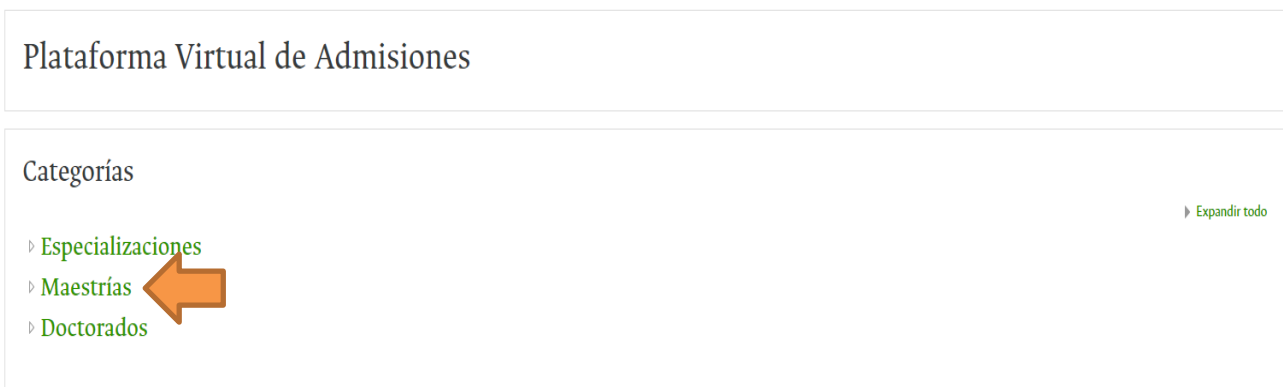 Plataforma Virtual de Admisiones
Categorías
Expandir todo
Especializaciones
Maestrías
Doctorados